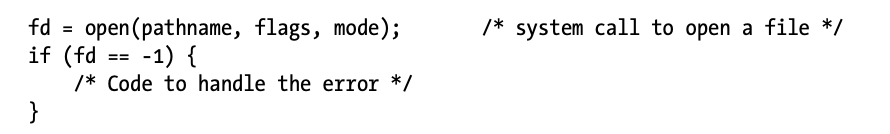 fd = open(pathname, flags, mode);       /* system call to open a file */
if (fd == -1) {
    /* Code to handle the error */
}